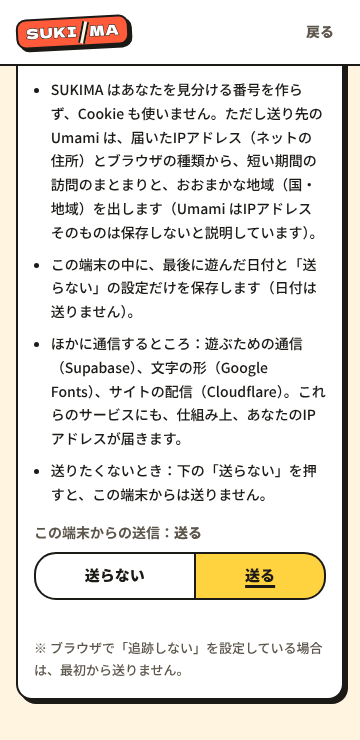 SUKI/MA
戻る
• SUKIMA はあなたを見分ける番号を作ら
ず、Cookie も使いません。ただし送り先の
Umami は、届いたIPアドレス（ネットの
住所）とブラウザの種類から、短い期間の
訪問のまとまりと、おおまかな地域（国・
地域）を出します（Umami はIPアドレス
そのものは保存しないと説明しています）。
• この端末の中に、最後に遊んだ日付と「送
らない」の設定だけを保存します（日付は
送りません）。
• ほかに通信するところ：遊ぶための通信
（Supabase）、文字の形（Google
Fonts）、サイトの配信（Cloudflare）。これ
らのサービスにも、仕組み上、あなたのIP
アドレスが届きます。
• 送りたくないとき：下の「送らない」を押
すと、この端末からは送りません。
この端末からの送信：送る
送らない
送る
※ ブラウザで「追跡しない」を設定している場合
は、最初から送りません。